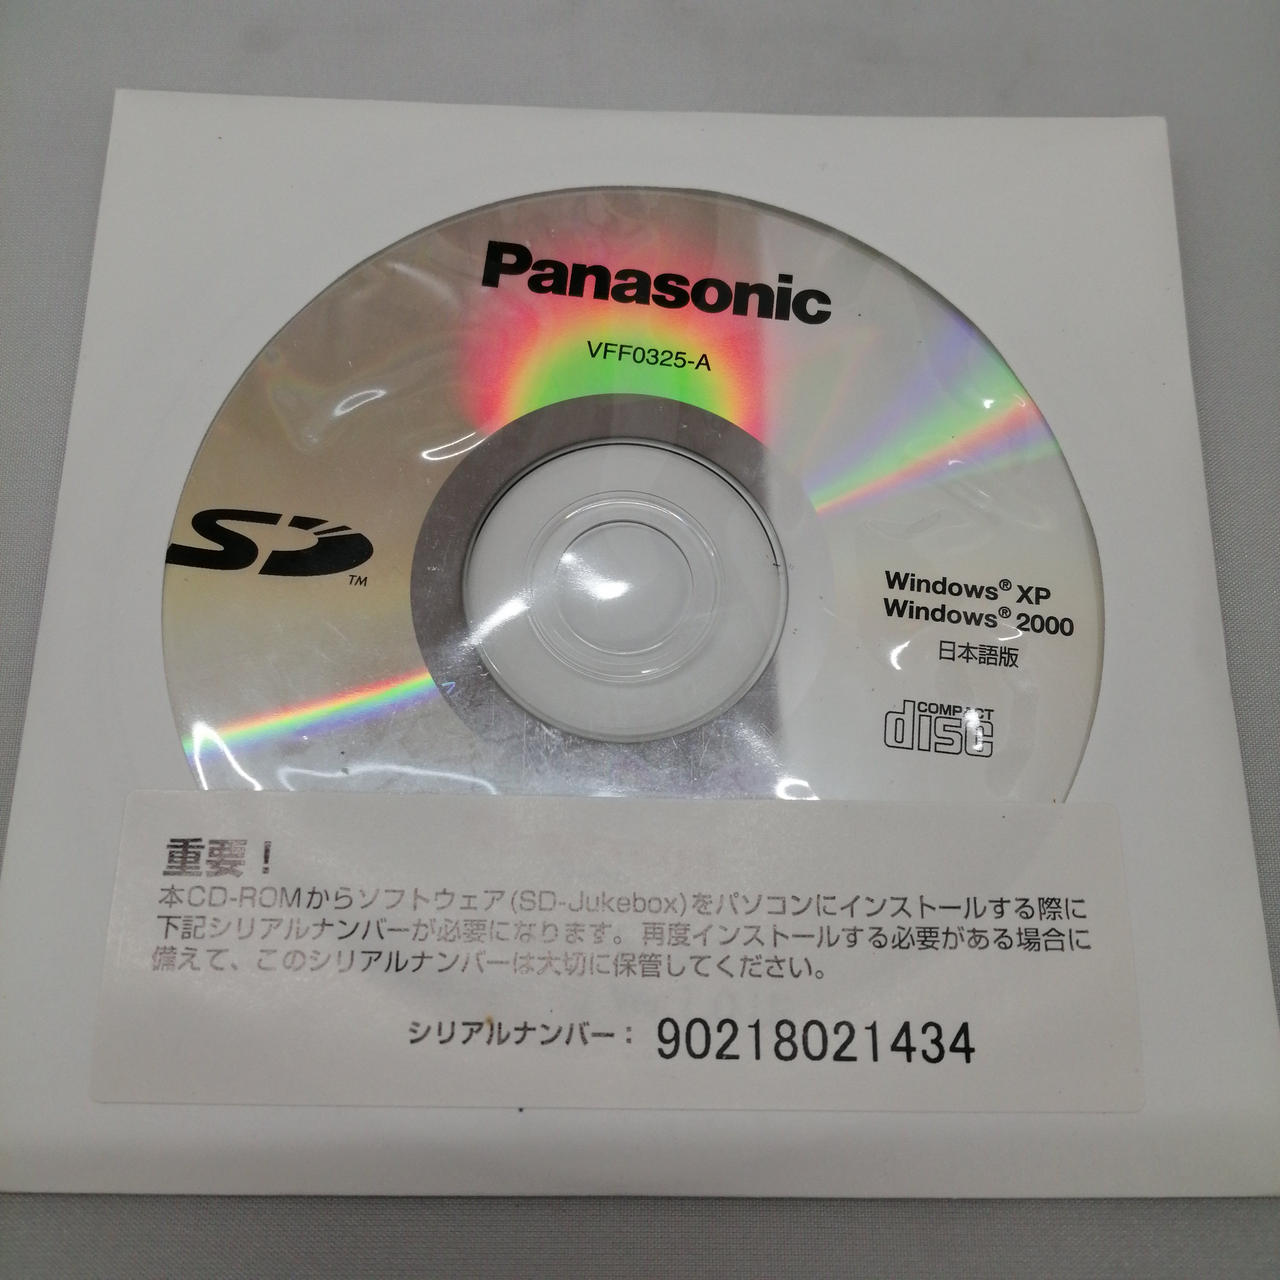 Panasonic
VFF0325-A
SD
TM
Windows® XP
Windows® 2000
日本語版
COMPACT
disc
重要！
本CD-ROMからソフトウェア(SD-Jukebox)をパソコンにインストールする際に
下記シリアルナンバーが必要になります。再度インストールする必要がある場合に
備えて、このシリアルナンバーは大切に保管してください。
シリアルナンバー： 90218021434